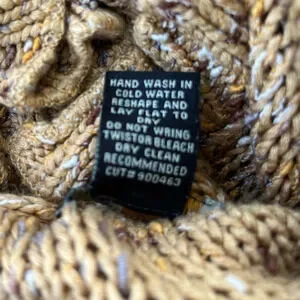 HAND WASH IN
COLD WATER
RESHAPE AND
LAY FLAT TO
DRY
DO NOT WRING
TWIST OR BLEACH
DRY CLEAN
RECOMMENDED
CUT# 900463